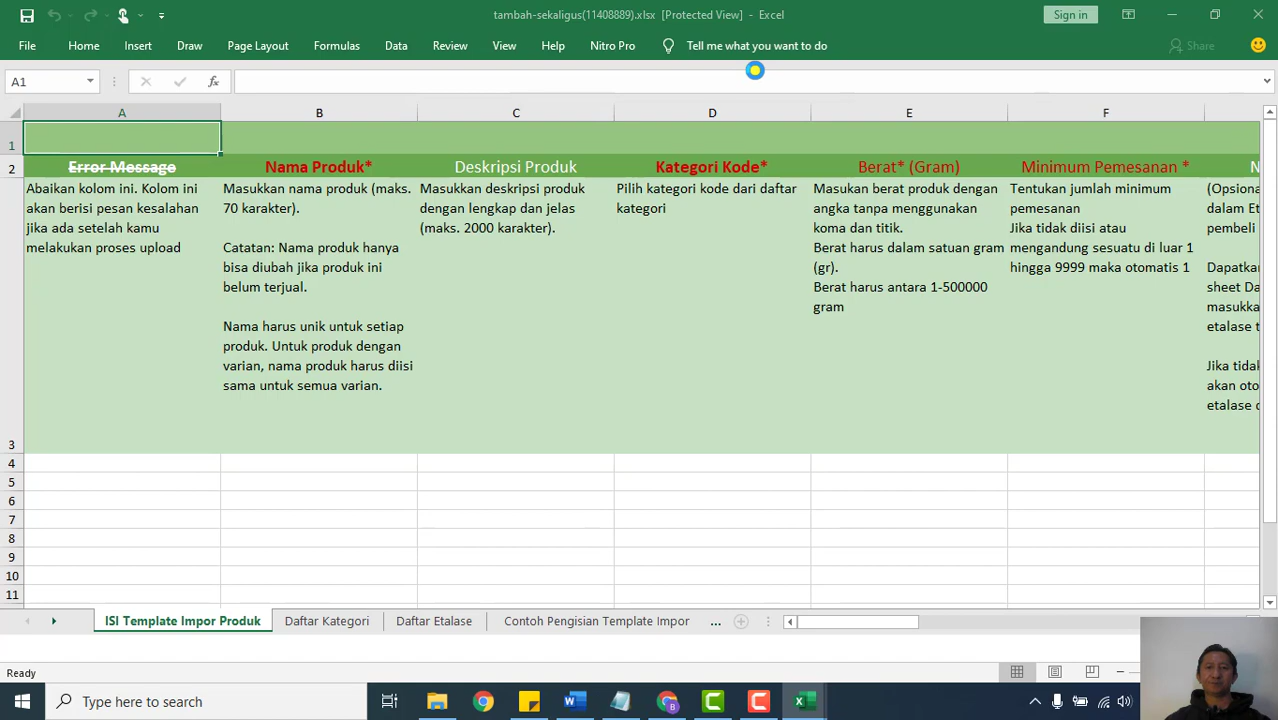 tambah-sekaligus(11408889).xlsx [Protected View] - Excel
Sign in
File
Home
Insert
Draw
Page Layout
Formulas
Data
Review
View
Help
Nitro Pro
Tell me what you want to do
Share
A1
fx
A
B
C
D
E
F
1
2
Error Message
Nama Produk*
Deskripsi Produk
Kategori Kode*
Berat* (Gram)
Minimum Pemesanan *
N
Abaikan kolom ini. Kolom ini
akan berisi pesan kesalahan
jika ada setelah kamu
melakukan proses upload
Masukkan nama produk (maks.
70 karakter).
Catatan: Nama produk hanya
bisa diubah jika produk ini
belum terjual.
Nama harus unik untuk setiap
produk. Untuk produk dengan
varian, nama produk harus diisi
sama untuk semua varian.
Masukkan deskripsi produk
dengan lengkap dan jelas
(maks. 2000 karakter).
Pilih kategori kode dari daftar
kategori
Masukan berat produk dengan
angka tanpa menggunakan
koma dan titik.
Berat harus dalam satuan gram
(gr).
Berat harus antara 1-500000
gram
Tentukan jumlah minimum
pemesanan
Jika tidak diisi atau
mengandung sesuatu di luar 1
hingga 9999 maka otomatis 1
(Opsiona
dalam Et
pembeli
Dapatkar
sheet Da
masukka
etalase t
Jika tidak
akan oto
etalase d
3
4
5
6
7
8
9
10
11
ISI Template Impor Produk
Daftar Kategori
Daftar Etalase
Contoh Pengisian Template Impor
...
Ready
Type here to search